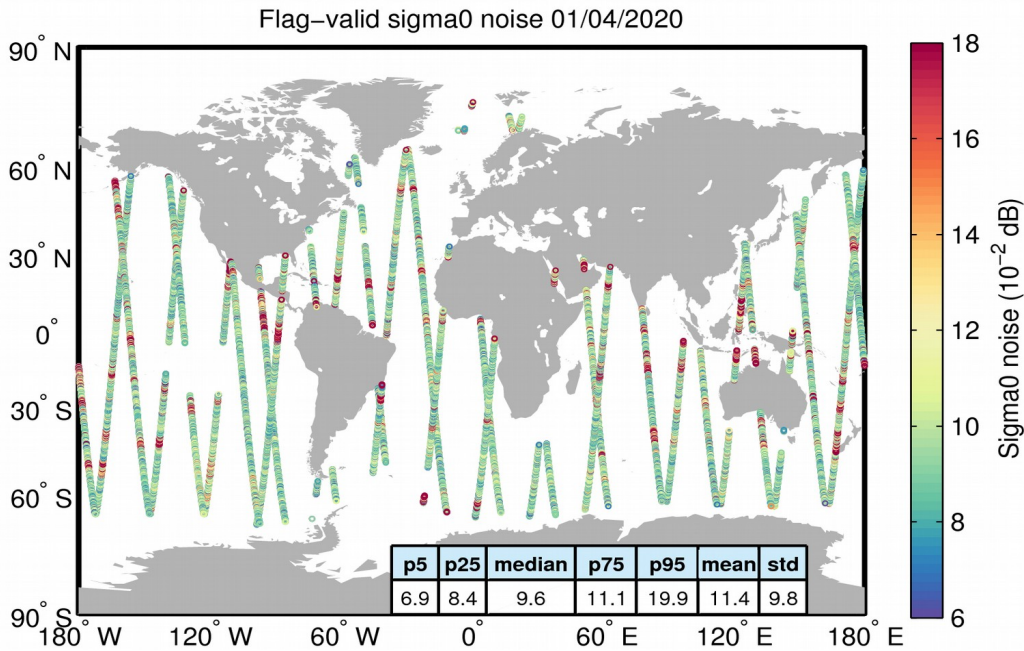 Flag−valid sigma0 noise 01/04/2020
90° N
60° N
30° N
0°
30° S
60° S
90° S
180° W 120° W 60° W 0° 60° E 120° E 180° E
p5 p25 median p75 p95 mean std
6.9 8.4 9.6 11.1 19.9 11.4 9.8
18
16
14
12
10
8
6
Sigma0 noise (10⁻² dB)